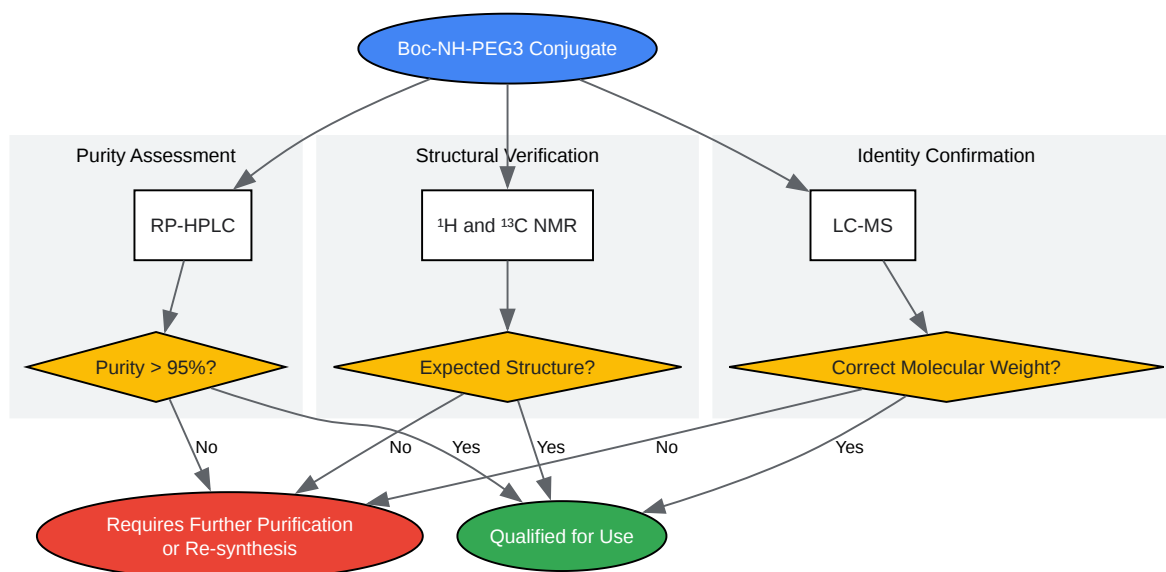 Boc-NH-PEG3 Conjugate
Purity Assessment
Structural Verification
Identity Confirmation
RP-HPLC
¹H and ¹³C NMR
LC-MS
Purity > 95%?
Expected Structure?
Correct Molecular Weight?
No
No
Yes
Yes
No
Yes
Requires Further Purification
or Re-synthesis
Qualified for Use